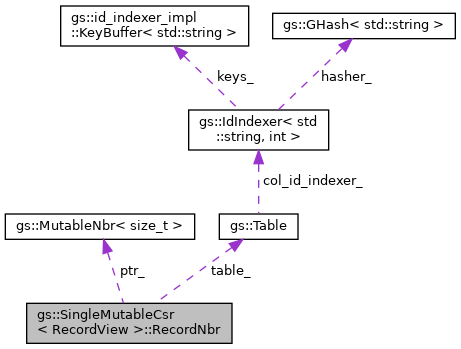 gs::id_indexer_impl
::KeyBuffer< std::string >
gs::GHash< std::string >
keys_
hasher_
gs::IdIndexer< std
::string, int >
col_id_indexer_
gs::MutableNbr< size_t >
gs::Table
ptr_
table_
gs::SingleMutableCsr
< RecordView >::RecordNbr